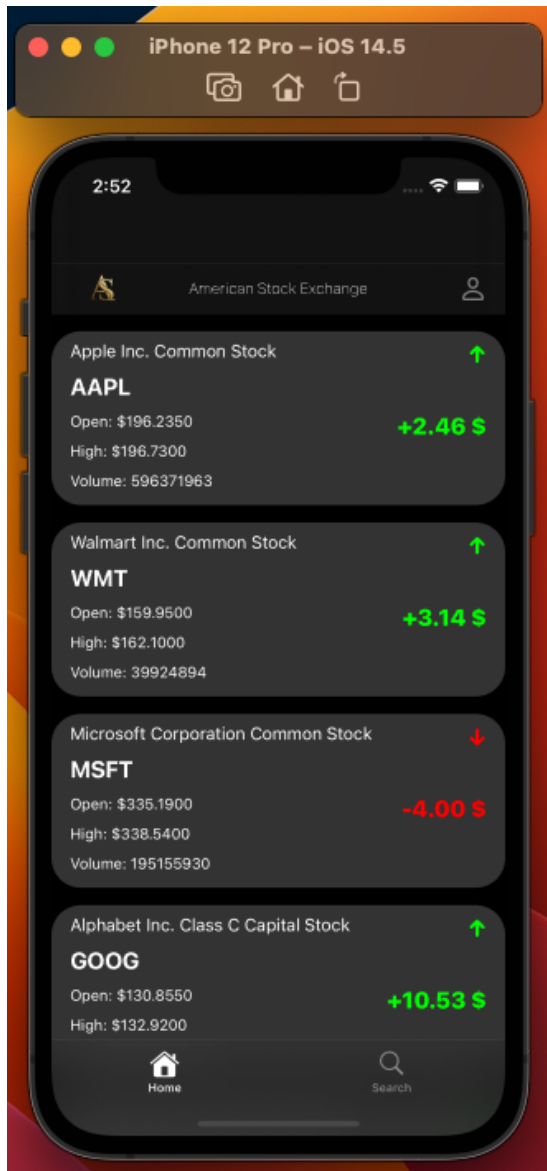 iPhone 12 Pro – iOS 14.5
2:52
AS
American Stock Exchange
Apple Inc. Common Stock
AAPL
Open: $196.2350
+2.46 $
High: $196.7300
Volume: 596371963
Walmart Inc. Common Stock
WMT
Open: $159.9500
+3.14 $
High: $162.1000
Volume: 39924894
Microsoft Corporation Common Stock
MSFT
Open: $335.1900
-4.00 $
High: $338.5400
Volume: 195155930
Alphabet Inc. Class C Capital Stock
GOOG
Open: $130.8550
+10.53 $
High: $132.9200
Home
Search